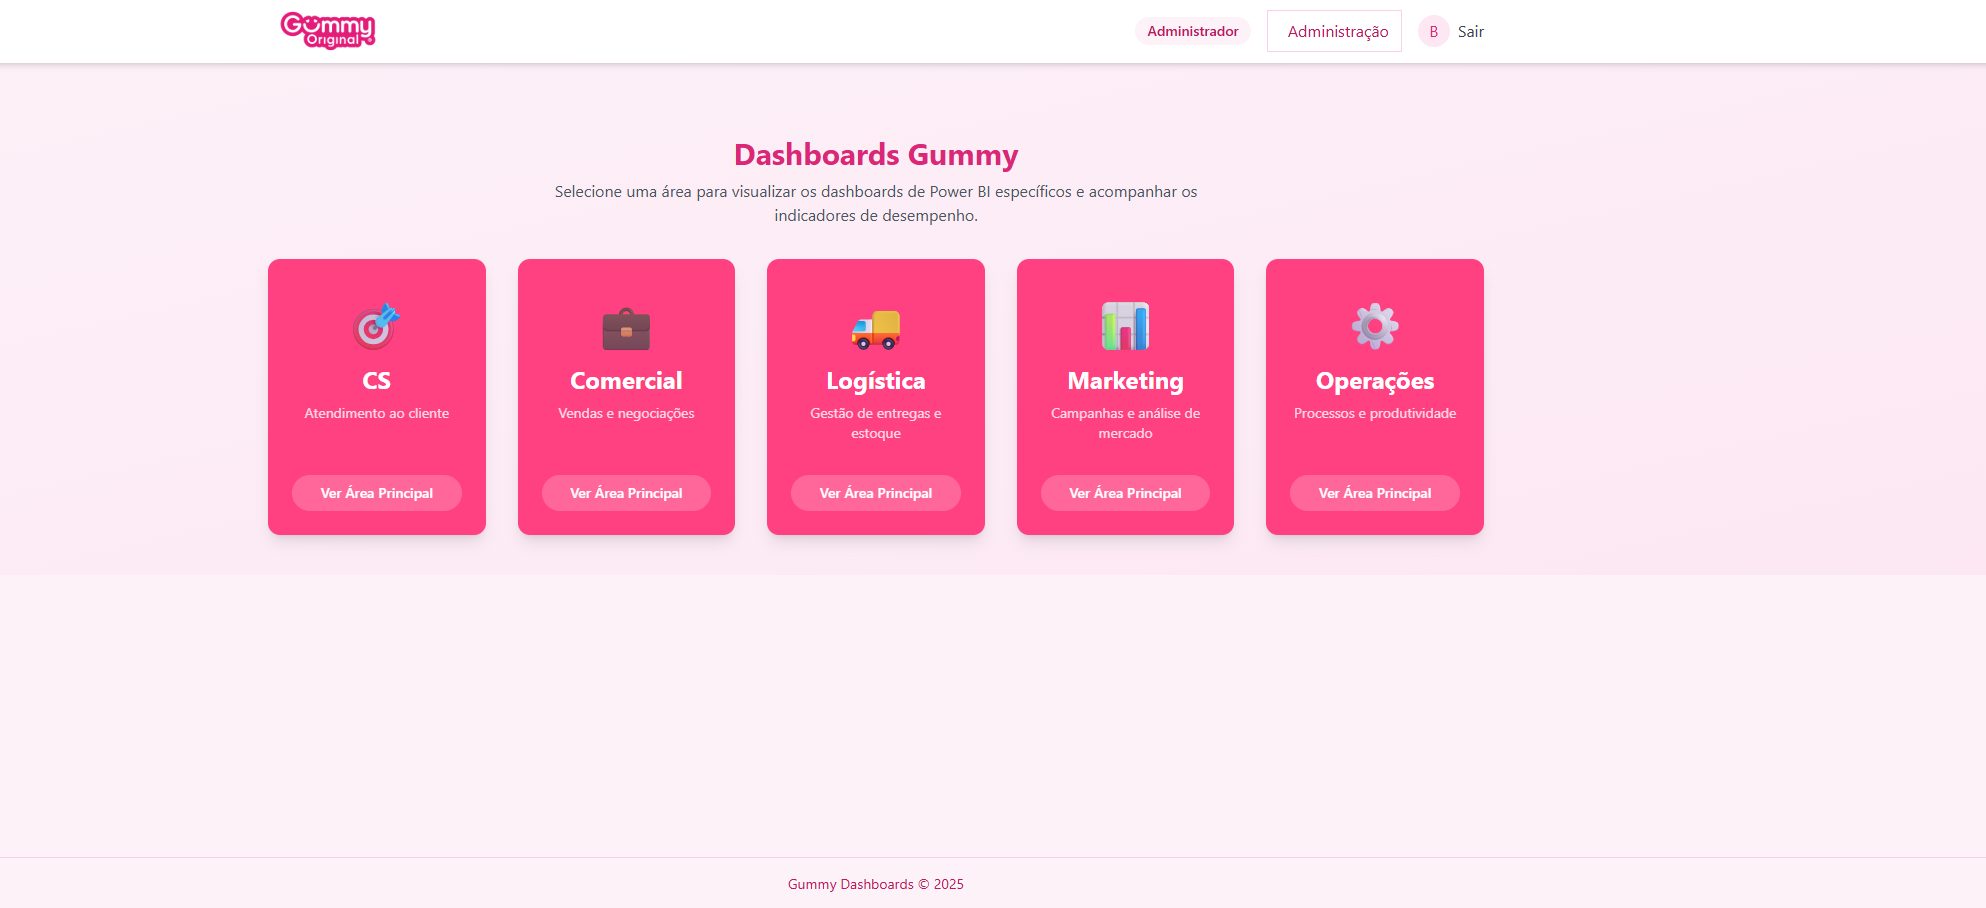 Gummy
Original
Administrador
Administração
B
Sair
Dashboards Gummy
Selecione uma área para visualizar os dashboards de Power BI específicos e acompanhar os
indicadores de desempenho.
CS
Atendimento ao cliente
Ver Área Principal
Comercial
Vendas e negociações
Ver Área Principal
Logística
Gestão de entregas e
estoque
Ver Área Principal
Marketing
Campanhas e análise de
mercado
Ver Área Principal
Operações
Processos e produtividade
Ver Área Principal
Gummy Dashboards © 2025